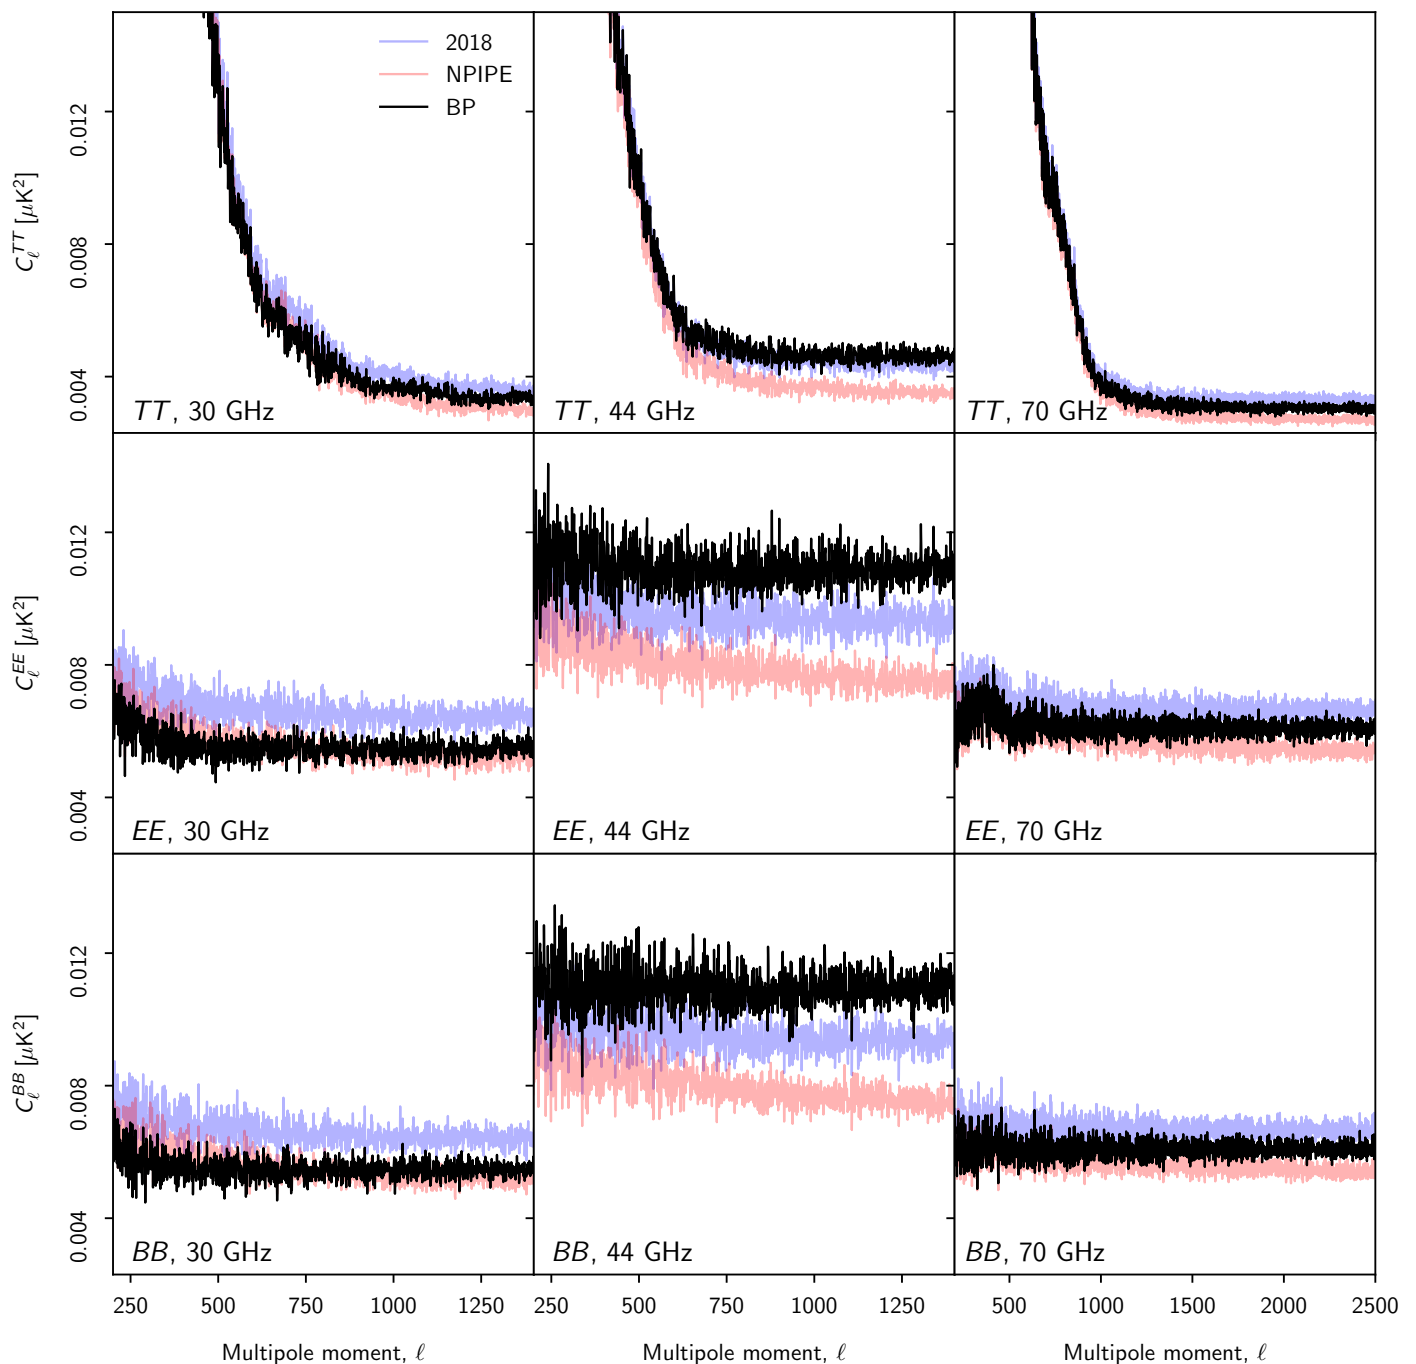 2018
NPIPE
BP
C_ℓ^{TT} [μK²]
0.012
0.008
0.004
TT, 30 GHz
TT, 44 GHz
TT, 70 GHz
C_ℓ^{EE} [μK²]
0.012
0.008
0.004
EE, 30 GHz
EE, 44 GHz
EE, 70 GHz
C_ℓ^{BB} [μK²]
0.012
0.008
0.004
BB, 30 GHz
BB, 44 GHz
BB, 70 GHz
250 500 750 1000 1250
250 500 750 1000 1250
500 1000 1500 2000 2500
Multipole moment, ℓ
Multipole moment, ℓ
Multipole moment, ℓ